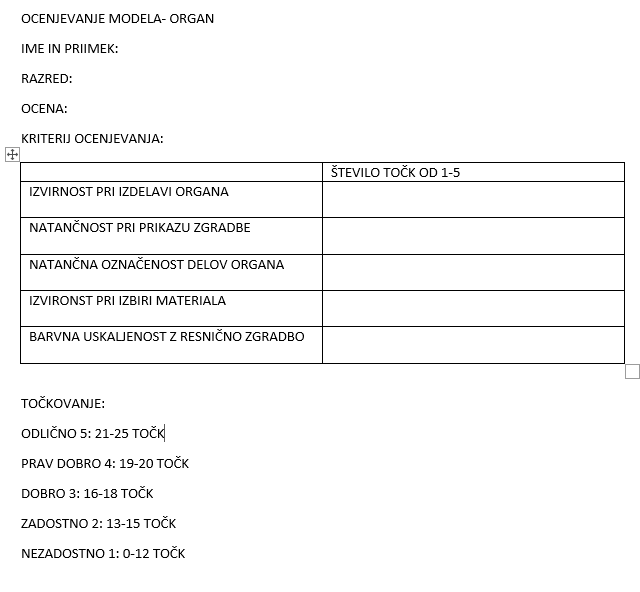 OCENJEVANJE MODELA- ORGAN
IME IN PRIIMEK:
RAZRED:
OCENA:
KRITERIJ OCENJEVANJA:
ŠTEVILO TOČK OD 1-5
IZVIRNOST PRI IZDELAVI ORGANA
NATANČNOST PRI PRIKAZU ZGRADBE
NATANČNA OZNAČENOST DELOV ORGANA
IZVIRONST PRI IZBIRI MATERIALA
BARVNA USKALJENOST Z RESNIČNO ZGRADBO
TOČKOVANJE:
ODLIČNO 5: 21-25 TOČK
PRAV DOBRO 4: 19-20 TOČK
DOBRO 3: 16-18 TOČK
ZADOSTNO 2: 13-15 TOČK
NEZADOSTNO 1: 0-12 TOČK